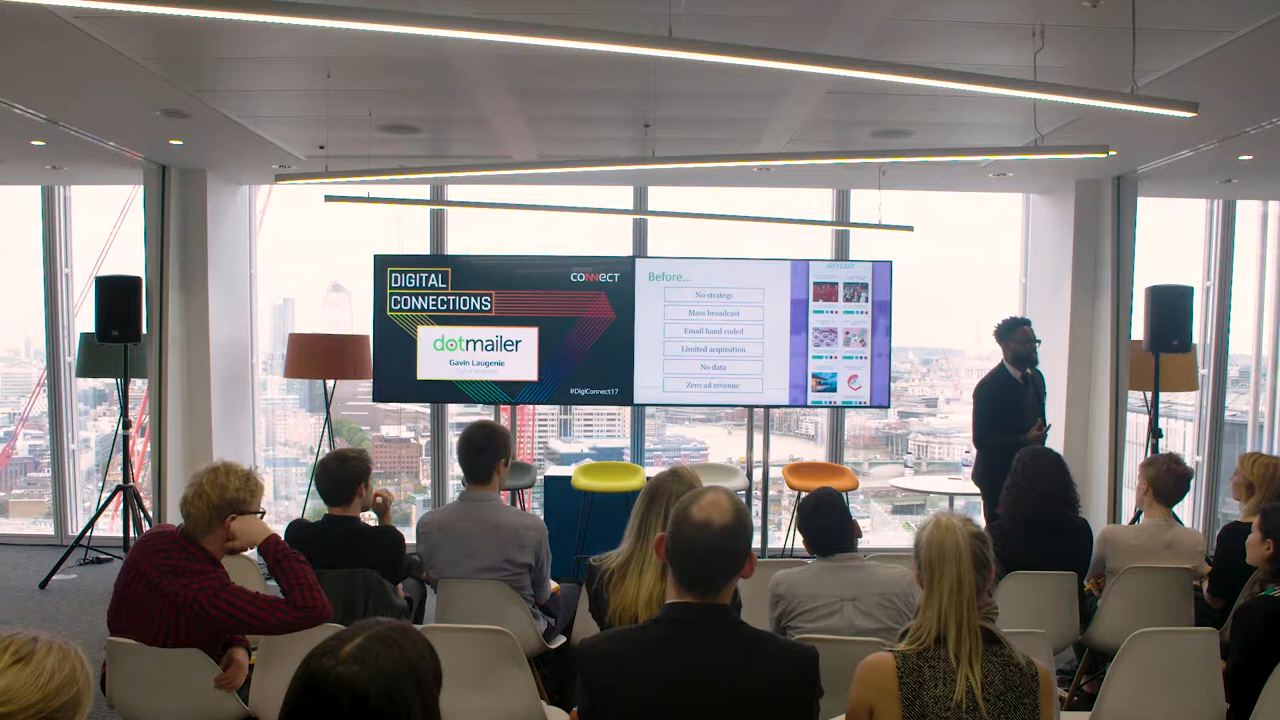 DIGITAL
CONNECTIONS
CONNECT
dotmailer
Gavin Laugenie
#DigiConnect17
Before...
No strategy
Mass broadcast
Email hand coded
Limited acquisition
No data
Zero ad revenue